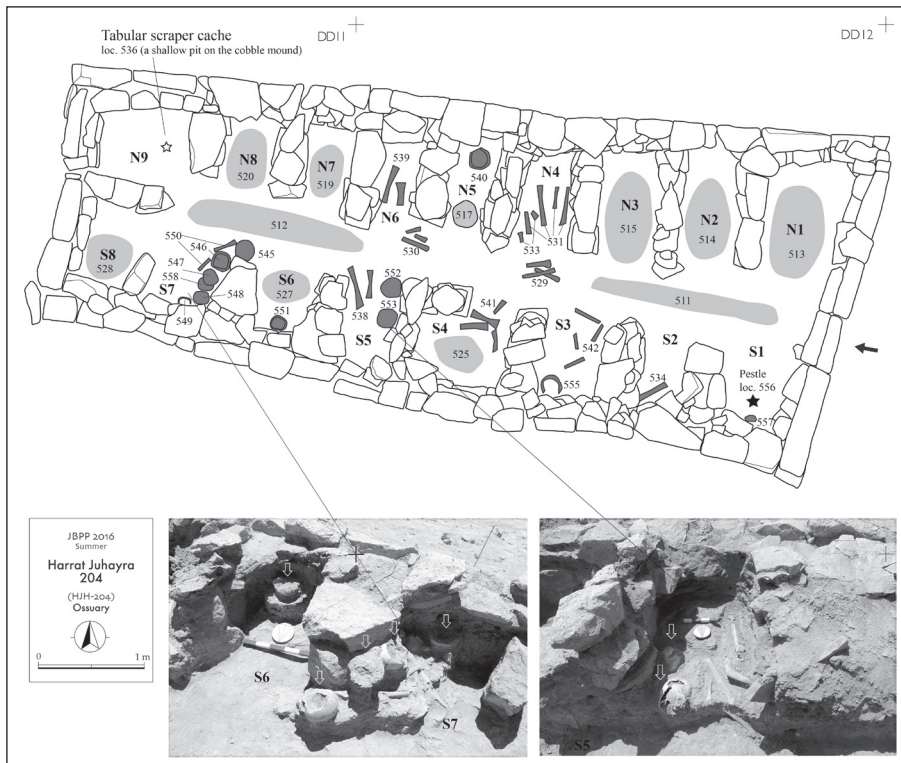 DD11
DD12
Tabular scraper cache
loc. 536 (a shallow pit on the cobble mound)
N9
N8
520
N7
519
539
N6
N5
540
517
N4
533
531
530
529
N3
515
N2
514
N1
513
512
511
S8
528
550
546
547
558
S7
549
548
545
S6
527
551
538
552
553
S5
S4
525
541
S3
542
555
534
S2
S1
Pestle
loc. 556
557
JBPP 2016
Summer
Harrat Juhayra
204
(HJH-204)
Ossuary
0 1 m
S6
S7
S5